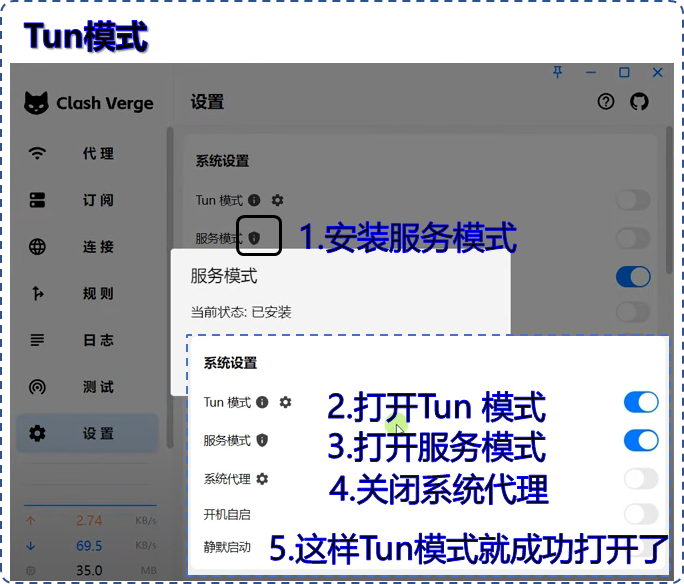 Tun模式
Clash Verge
设置
代理
系统设置
订阅
Tun 模式
服务模式
1.安装服务模式
连接
服务模式
规则
当前状态: 已安装
日志
系统设置
测试
Tun 模式
2.打开Tun 模式
设置
服务模式
3.打开服务模式
系统代理
4.关闭系统代理
开机自启
2.74 KB/s
静默启动
5.这样Tun模式就成功打开了
69.5 KB/s
35.0 MB